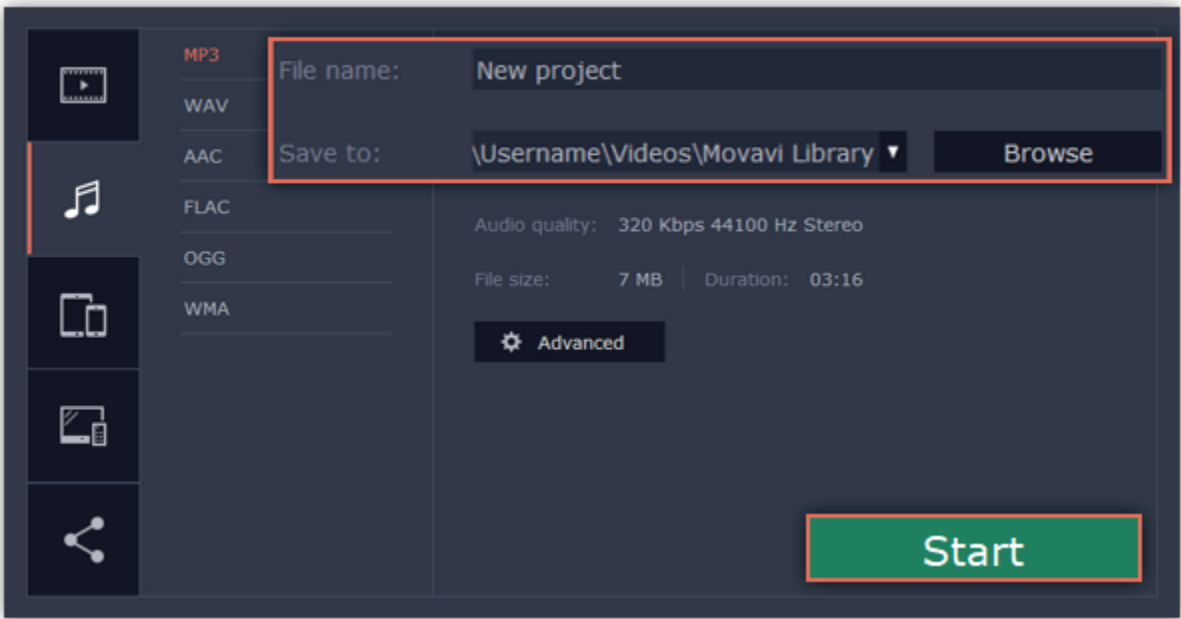 MP3
WAV
AAC
FLAC
OGG
WMA
File name: New project
Save to: \Username\Videos\Movavi Library ▼ Browse
Audio quality: 320 Kbps 44100 Hz Stereo
File size: 7 MB Duration: 03:16
Advanced
Start